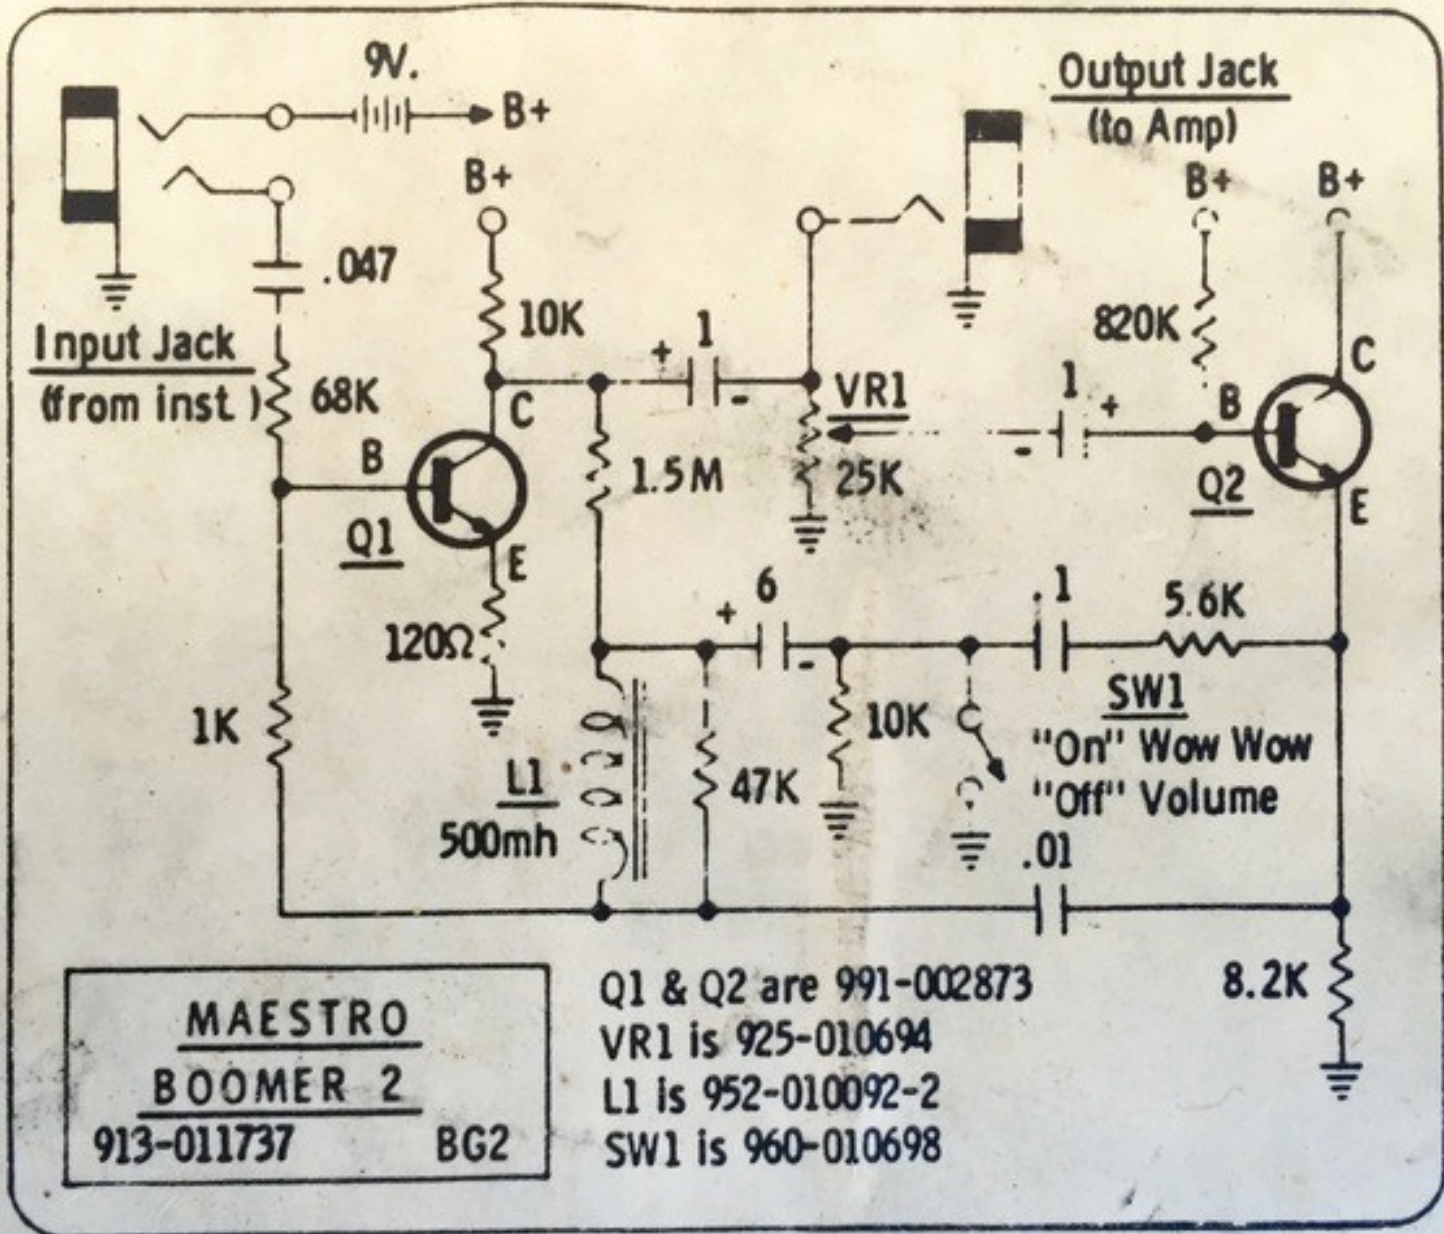 9V.
B+
Output Jack
(to Amp)
B+
B+
B+
.047
10K
1
820K
C
Input Jack
(from inst.)
68K
C
+
-
VR1
1
+
-
B
B
1.5M
25K
Q2
E
Q1
E
6
.1
5.6K
120Ω
+
-
SW1
1K
10K
"On" Wow Wow
L1
47K
"Off" Volume
500mh
.01
8.2K
MAESTRO
BOOMER 2
913-011737 BG2
Q1 & Q2 are 991-002873
VR1 is 925-010694
L1 is 952-010092-2
SW1 is 960-010698